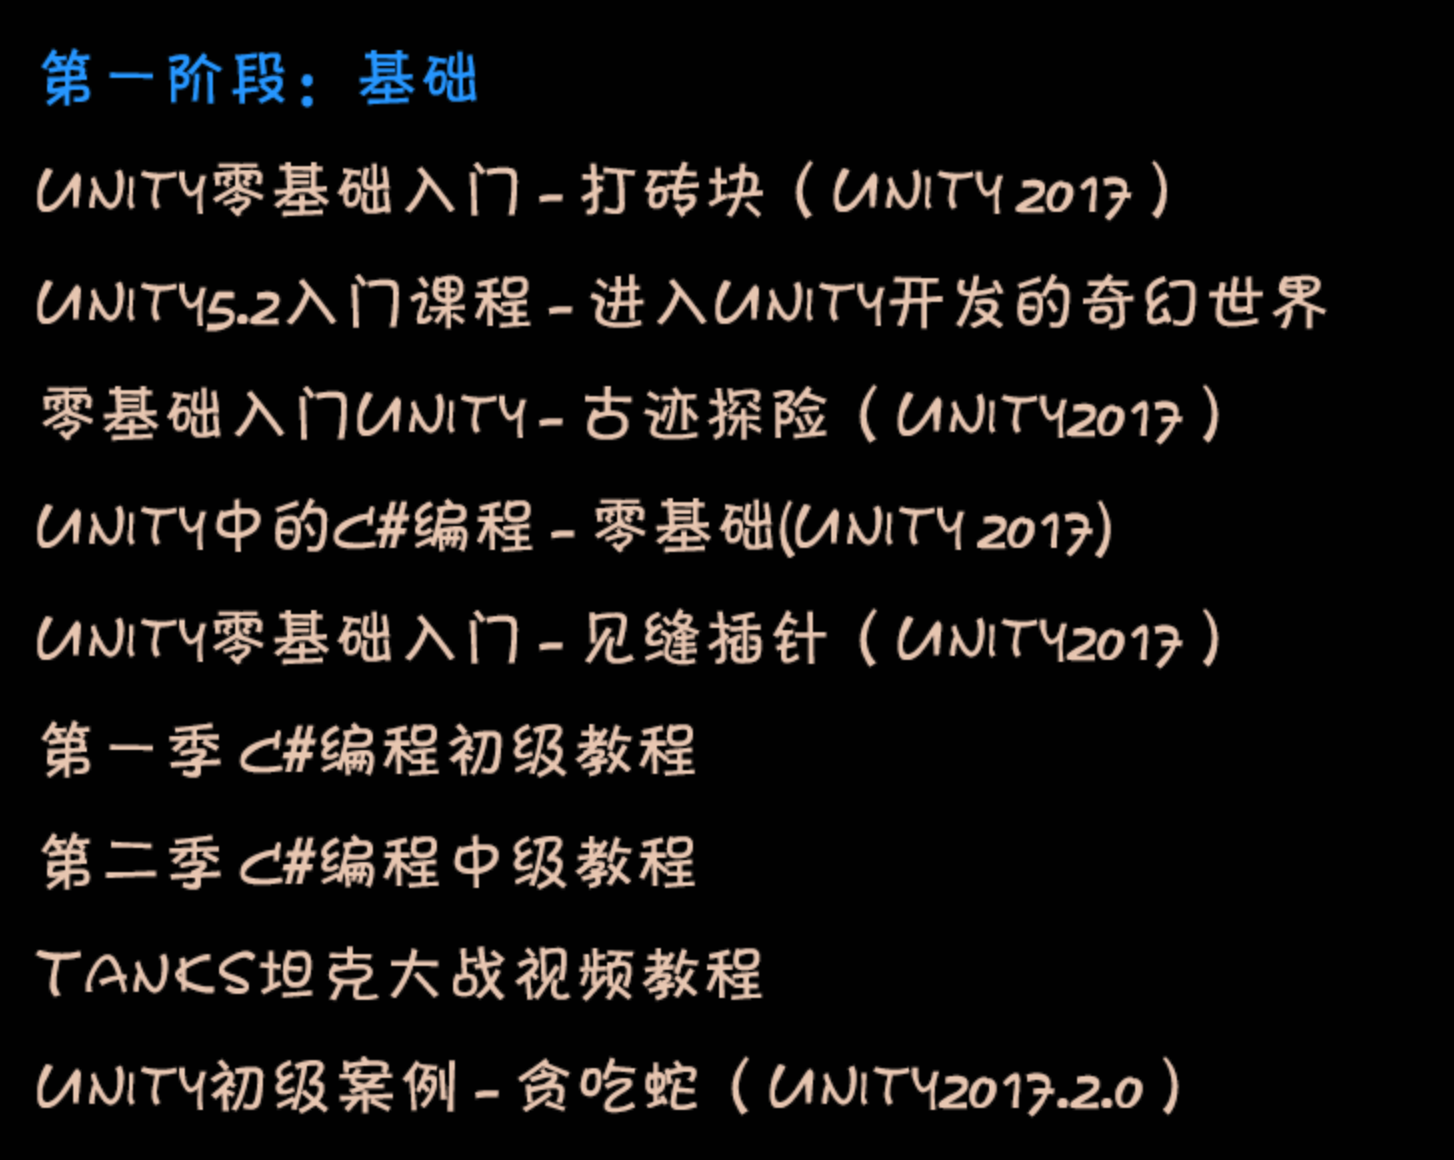 第一阶段：基础
UNITY零基础入门 - 打砖块（UNITY 2017）
UNITY5.2入门课程 - 进入UNITY开发的奇幻世界
零基础入门UNITY - 古迹探险（UNITY2017）
UNITY中的C#编程 - 零基础(UNITY 2017)
UNITY零基础入门 - 见缝插针（UNITY2017）
第一季 C#编程初级教程
第二季 C#编程中级教程
TANKS坦克大战视频教程
UNITY初级案例 - 贪吃蛇（UNITY2017.2.0）